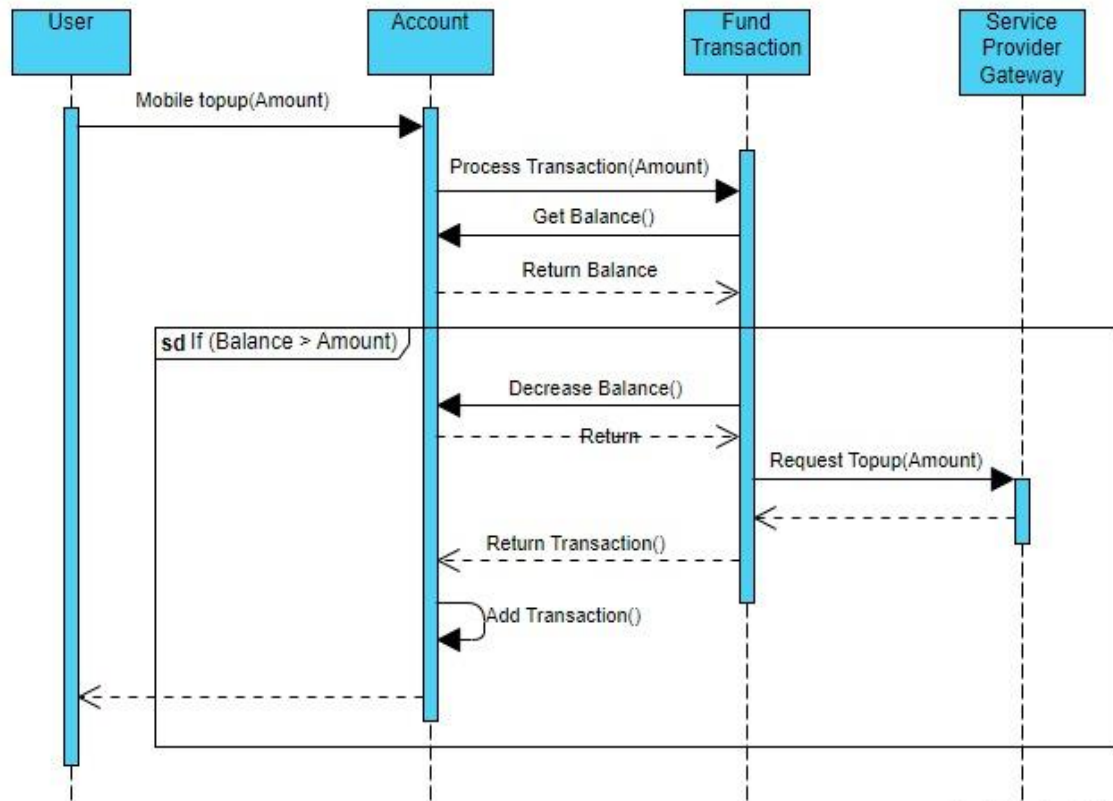 User
Account
Fund
Transaction
Service
Provider
Gateway
Mobile topup(Amount)
Process Transaction(Amount)
Get Balance()
Return Balance
sd If (Balance > Amount)
Decrease Balance()
Return
Request Topup(Amount)
Return Transaction()
Add Transaction()